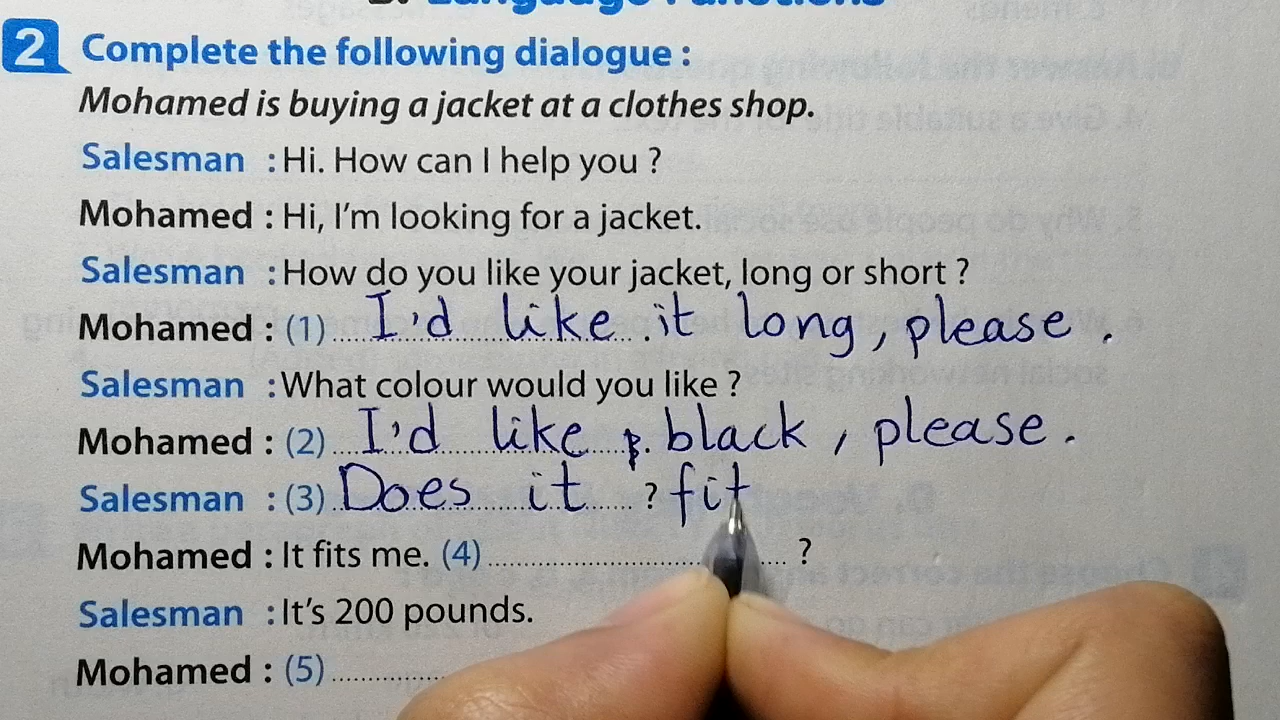 Language Functions
2 Complete the following dialogue :
Mohamed is buying a jacket at a clothes shop.
Salesman : Hi. How can I help you ?
Mohamed : Hi, I'm looking for a jacket.
Salesman : How do you like your jacket, long or short ?
Mohamed : (1) I'd like it long, please.
Salesman : What colour would you like ?
Mohamed : (2) I'd like black, please.
Salesman : (3) Does it ? fit
Mohamed : It fits me. (4) ?
Salesman : It's 200 pounds.
Mohamed : (5)